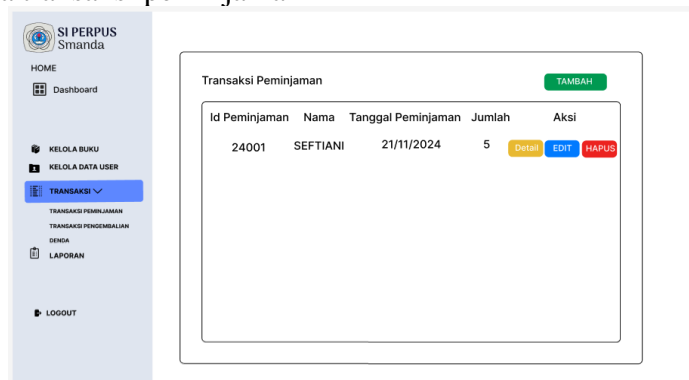 SI PERPUS
Smanda
HOME
Dashboard
KELOLA BUKU
KELOLA DATA USER
TRANSAKSI
TRANSAKSI PEMINJAMAN
TRANSAKSI PENGEMBALIAN
DENDA
LAPORAN
LOGOUT
Transaksi Peminjaman TAMBAH
Id Peminjaman Nama Tanggal Peminjaman Jumlah Aksi
24001 SEFTIANI 21/11/2024 5 Detail EDIT HAPUS